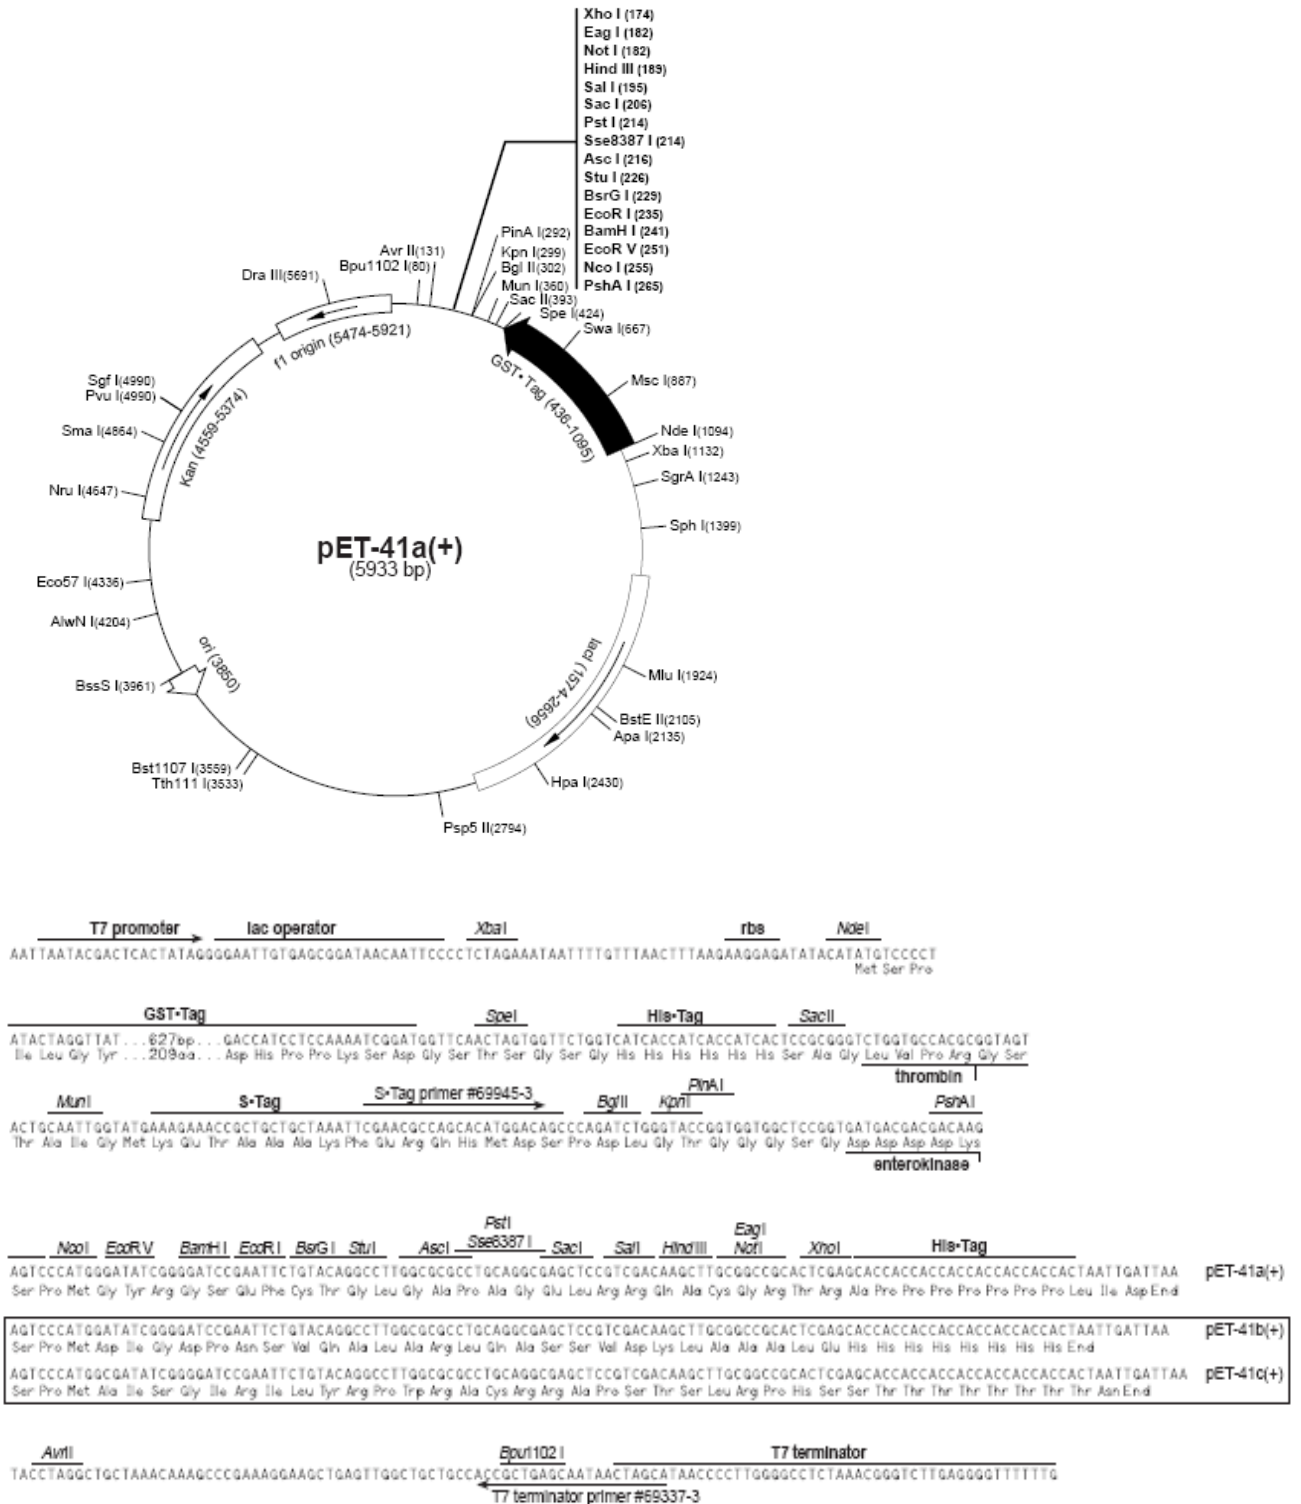 Xho I (174)
Eag I (182)
Not I (182)
Hind III (189)
Sal I (195)
Sac I (206)
Pst I (214)
Sse8387 I (214)
Asc I (216)
Stu I (226)
BsrG I (229)
EcoR I (235)
BamH I (241)
EcoR V (251)
Nco I (255)
PshA I (265)
PinA I(292)
Kpn I(299)
Bgl II(302)
Mun I(360)
Sac II(393)
Spe I(424)
Swa I(667)
Msc I(887)
Nde I(1094)
Xba I(1132)
SgrA I(1243)
Sph I(1399)
Mlu I(1924)
BstE II(2105)
Apa I(2135)
Hpa I(2430)
Psp5 II(2794)
Avr II(131)
Bpu1102 I(80)
Dra III(5691)
Sgf I(4990)
Pvu I(4990)
Sma I(4864)
Nru I(4647)
Eco57 I(4336)
AlwN I(4204)
BssS I(3961)
Bst1107 I(3559)
Tth111 I(3533)
f1 origin (5474-5921)
Kan (4559-5374)
GST•Tag (436-1095)
lacI (1574-2656)
ori (3850)
pET-41a(+)
(5933 bp)
T7 promoter lac operator XbaI rbs NdeI
AATTAATACGACTCACTATAGGGGAATTGTGAGCGGATAACAATTCCCCTCTAGAAATAATTTTGTTTAACTTTAAGAAGGAGATATACATATGTCCCCT
Met Ser Pro
GST•Tag SpeI His•Tag SacII
ATACTAGGTTAT...627bp...GACCATCCTCCAAAATCGGATGGTTCAACTAGTGGTTCTGGTCATCACCATCACCATCACTCCGCGGGTCTGGTGCCACGCGGTAGT
Ile Leu Gly Tyr ...209aa... Asp His Pro Pro Lys Ser Asp Gly Ser Thr Ser Gly Ser Gly His His His His His His Ser Ala Gly Leu Val Pro Arg Gly Ser
thrombin
MunI S•Tag S•Tag primer #69945-3 BglII KpnI PinAI PshAI
ACTGCAATTGGTATGAAAGAAACCGCTGCTGCTAAATTCGAACGCCAGCACATGGACAGCCCAGATCTGGGTACCGGTGGTGGCTCCGGTGATGACGACGACAAG
Thr Ala Ile Gly Met Lys Glu Thr Ala Ala Ala Lys Phe Glu Arg Gln His Met Asp Ser Pro Asp Leu Gly Thr Gly Gly Gly Ser Gly Asp Asp Asp Asp Lys
enterokinase
PstI EagI
NcoI EcoRV BamHI EcoRI BsrGI StuI AscI Sse8387I SacI SalI HindIII NotI XhoI His•Tag
AGTCCCATGGGATATCGGGGATCCGAATTCTGTACAGGCCTTGGCGCGCCTGCAGGCGAGCTCCGTCGACAAGCTTGCGGCCGCACTCGAGCACCACCACCACCACCACCACCACTAATTGATTAA pET-41a(+)
Ser Pro Met Gly Tyr Arg Gly Ser Glu Phe Cys Thr Gly Leu Gly Ala Pro Ala Gly Glu Leu Arg Arg Gln Ala Cys Gly Arg Thr Arg Ala Pro Pro Pro Pro Pro Pro Pro Leu Ile Asp End
AGTCCCATGGATATCGGGGATCCGAATTCTGTACAGGCCTTGGCGCGCCTGCAGGCGAGCTCCGTCGACAAGCTTGCGGCCGCACTCGAGCACCACCACCACCACCACCACCACTAATTGATTAA pET-41b(+)
Ser Pro Met Asp Ile Gly Asp Pro Asn Ser Val Gln Ala Leu Ala Arg Leu Gln Ala Ser Ser Val Asp Lys Leu Ala Ala Ala Leu Glu His His His His His His His His End
AGTCCCATGGCGATATCGGGGATCCGAATTCTGTACAGGCCTTGGCGCGCCTGCAGGCGAGCTCCGTCGACAAGCTTGCGGCCGCACTCGAGCACCACCACCACCACCACCACCACTAATTGATTAA pET-41c(+)
Ser Pro Met Ala Ile Ser Gly Ile Arg Ile Leu Tyr Arg Pro Trp Arg Ala Cys Arg Arg Ala Pro Ser Thr Ser Leu Arg Pro His Ser Ser Thr Thr Thr Thr Thr Thr Thr Asn End
AvrII Bpu1102 I T7 terminator
TACCTAGGCTGCTAAACAAAGCCCGAAAGGAAGCTGAGTTGGCTGCTGCCACCGCTGAGCAATAACTAGCATAACCCCTTGGGGCCTCTAAACGGGTCTTGAGGGGTTTTTTG
T7 terminator primer #69337-3